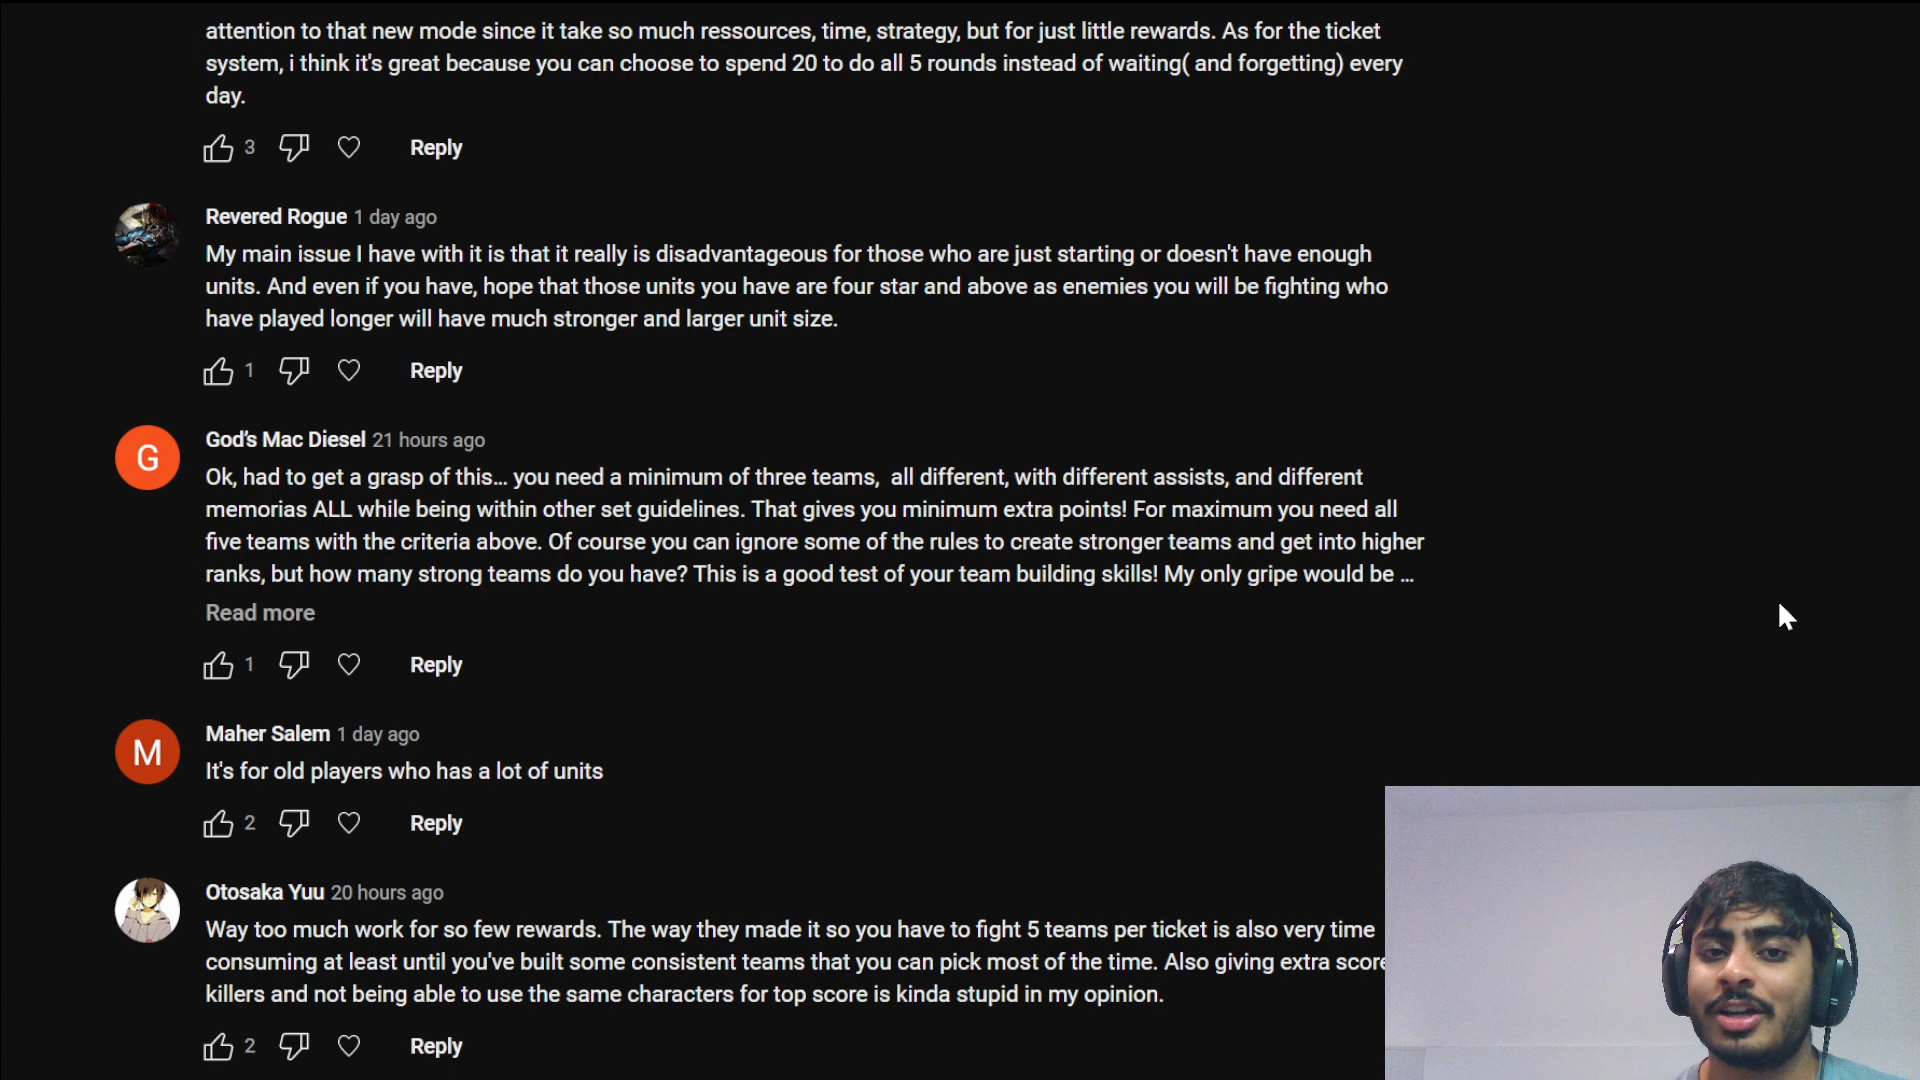 attention to that new mode since it take so much ressources, time, strategy, but for just little rewards. As for the ticket
system, i think it's great because you can choose to spend 20 to do all 5 rounds instead of waiting( and forgetting) every
day.
3 Reply
Revered Rogue 1 day ago
My main issue I have with it is that it really is disadvantageous for those who are just starting or doesn't have enough
units. And even if you have, hope that those units you have are four star and above as enemies you will be fighting who
have played longer will have much stronger and larger unit size.
1 Reply
G
God's Mac Diesel 21 hours ago
Ok, had to get a grasp of this... you need a minimum of three teams, all different, with different assists, and different
memorias ALL while being within other set guidelines. That gives you minimum extra points! For maximum you need all
five teams with the criteria above. Of course you can ignore some of the rules to create stronger teams and get into higher
ranks, but how many strong teams do you have? This is a good test of your team building skills! My only gripe would be ...
Read more
1 Reply
M
Maher Salem 1 day ago
It's for old players who has a lot of units
2 Reply
Otosaka Yuu 20 hours ago
Way too much work for so few rewards. The way they made it so you have to fight 5 teams per ticket is also very time
consuming at least until you've built some consistent teams that you can pick most of the time. Also giving extra score
killers and not being able to use the same characters for top score is kinda stupid in my opinion.
2 Reply